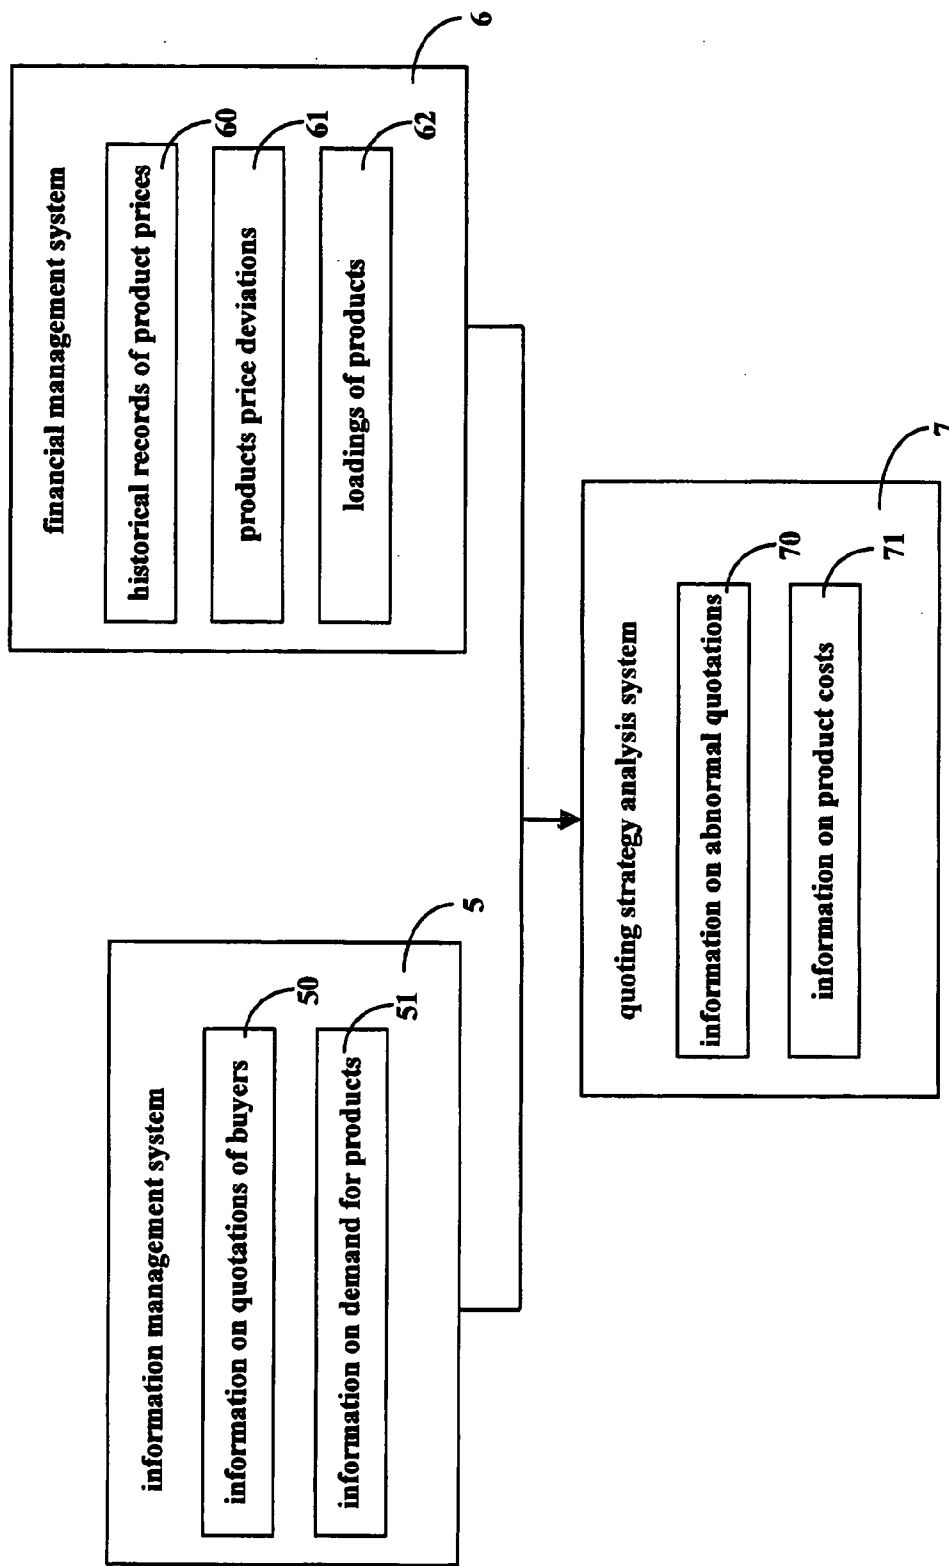 information management system
information on quotations of buyers
50
information on demand for products
51
5
financial management system
historical records of product prices
60
products price deviations
61
loadings of products
62
6
quoting strategy analysis system
information on abnormal quotations
70
information on product costs
71
7